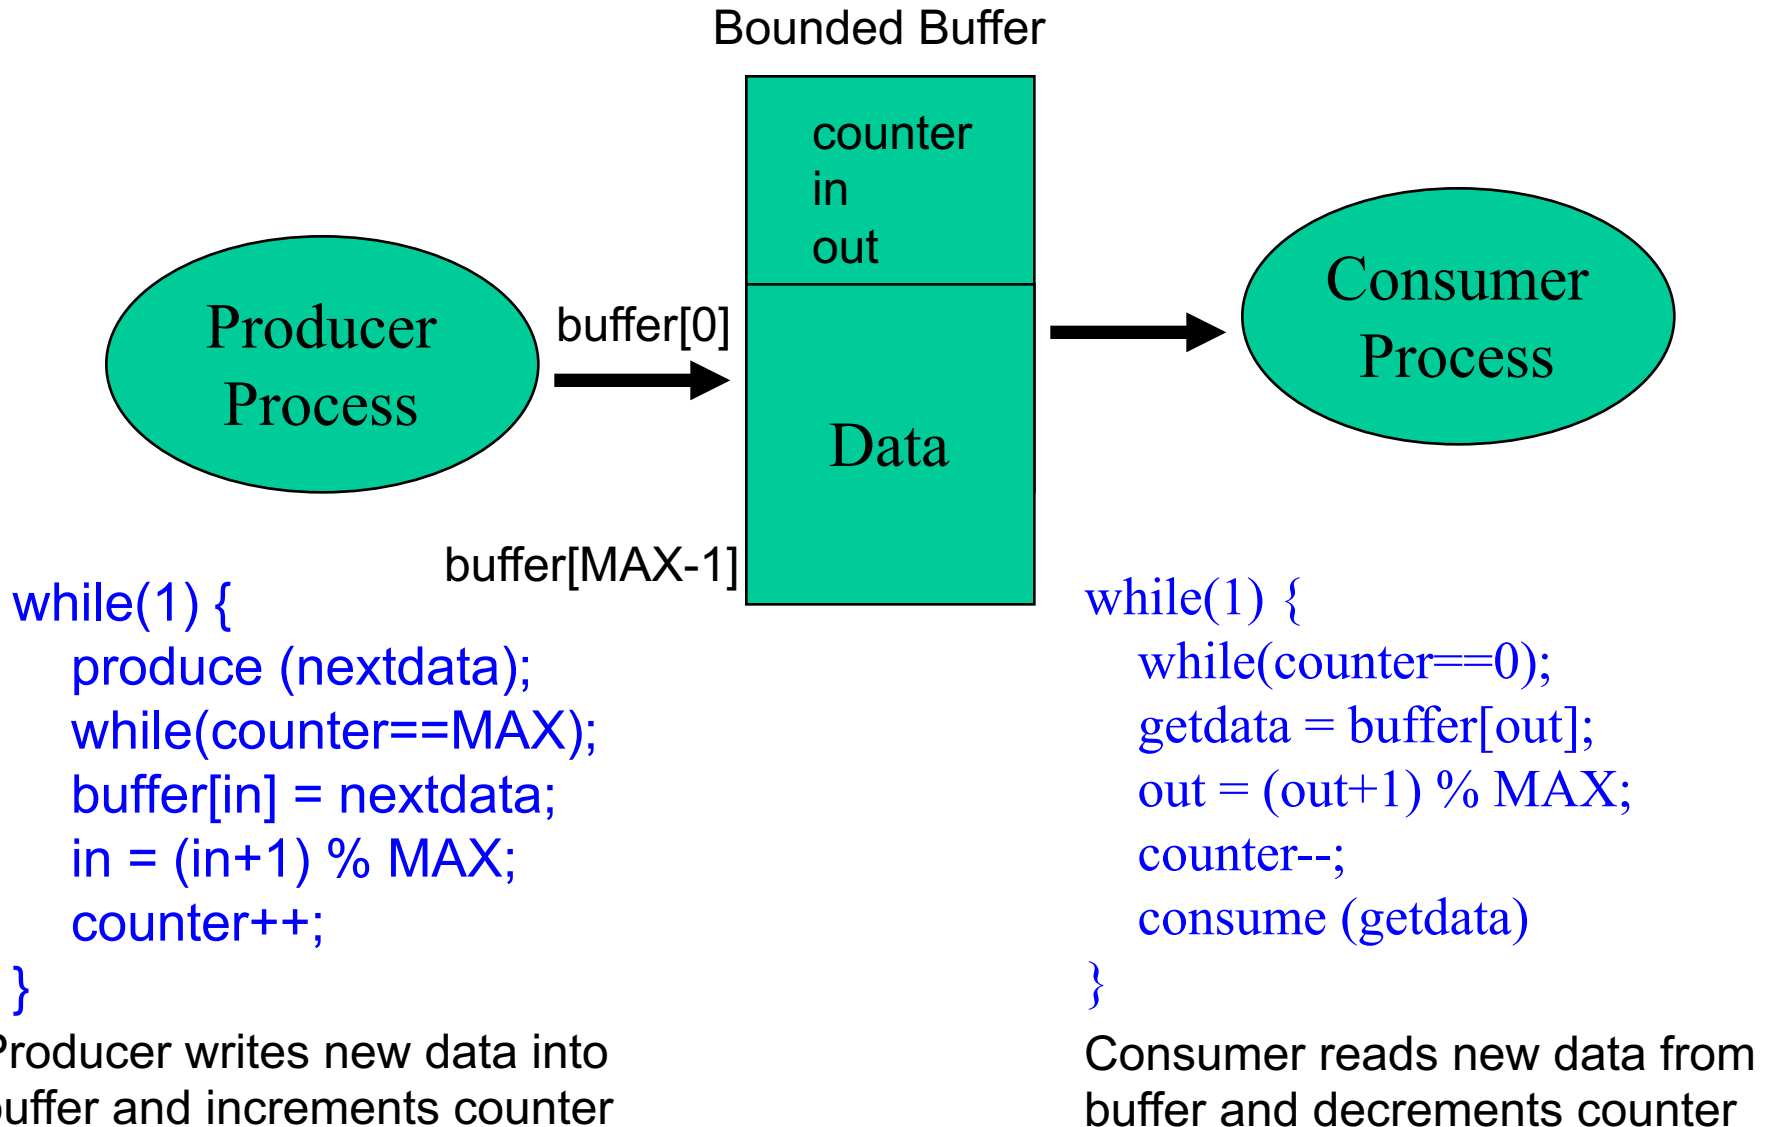 Bounded Buffer
counter
in
out
Producer
Process
buffer[0]
Data
buffer[MAX-1]
Consumer
Process
while(1) {
produce (nextdata);
while(counter==MAX);
buffer[in] = nextdata;
in = (in+1) % MAX;
counter++;
}
Producer writes new data into
buffer and increments counter
while(1) {
while(counter==0);
getdata = buffer[out];
out = (out+1) % MAX;
counter--;
consume (getdata)
}
Consumer reads new data from
buffer and decrements counter